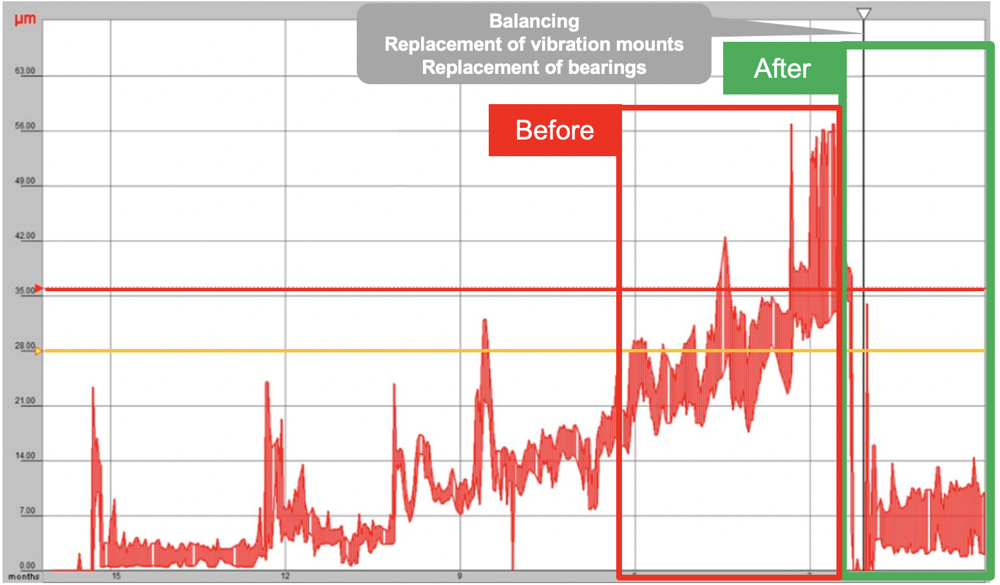 Balancing
Replacement of vibration mounts
Replacement of bearings
After
Before
µm
63.00
56.00
49.00
42.00
35.00
28.00
21.00
14.00
7.00
0.00
months
15
12
9